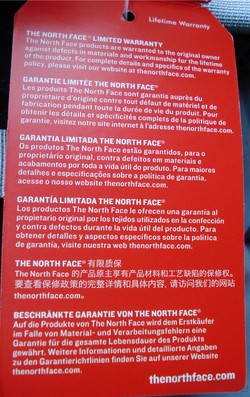 Lifetime Warranty
THE NORTH FACE® LIMITED WARRANTY
The North Face products are warranted to the original owner
against defects in materials and workmanship for the lifetime
of the product. For complete details and specifics of the warranty
policy, please visit our website at thenorthface.com.
GARANTIE LIMITÉE THE NORTH FACE®
Les produits The North Face sont garantis auprès du
propriétaire d'origine contre tout défaut de matériel et de
fabrication pendant toute la durée de vie du produit. Pour
obtenir les détails et spécificités complets de la politique de
garantie, visitez notre site internet à l'adresse thenorthface.com.
GARANTIA LIMITADA THE NORTH FACE®
Os produtos The North Face estão garantidos, para o
proprietário original, contra defeitos em materiais e
acabamentos por toda a vida útil do produto. Para maiores
detalhes e especificações sobre a política de garantia,
acesse o nosso website thenorthface.com.
GARANTÍA LIMITADA THE NORTH FACE®
Los productos The North Face le ofrecen una garantía al
propietario original por los tejidos utilizados en la confección
y contra defectos durante la vida útil del producto. Para
obtener detalles y aspectos específicos sobre la política
de garantía, visite nuestra web thenorthface.com.
THE NORTH FACE® 有限质保
The North Face 的产品原主享有产品材料和工艺缺陷的保修权。
要查看保修政策的完整详情和具体内容, 请访问我们的网站
thenorthface.com。
BESCHRÄNKTE GARANTIE VON THE NORTH FACE®
Auf die Produkte von The North Face wird dem Erstkäufer
im Falle von Material- und Verarbeitungsfehlern eine
Garantie für die gesamte Lebensdauer des Produkts
gewährt. Weitere Informationen und detaillierte Angaben
zu den Garantierichtlinien finden Sie auf unserer Website
thenorthface.com.
thenorthface.com